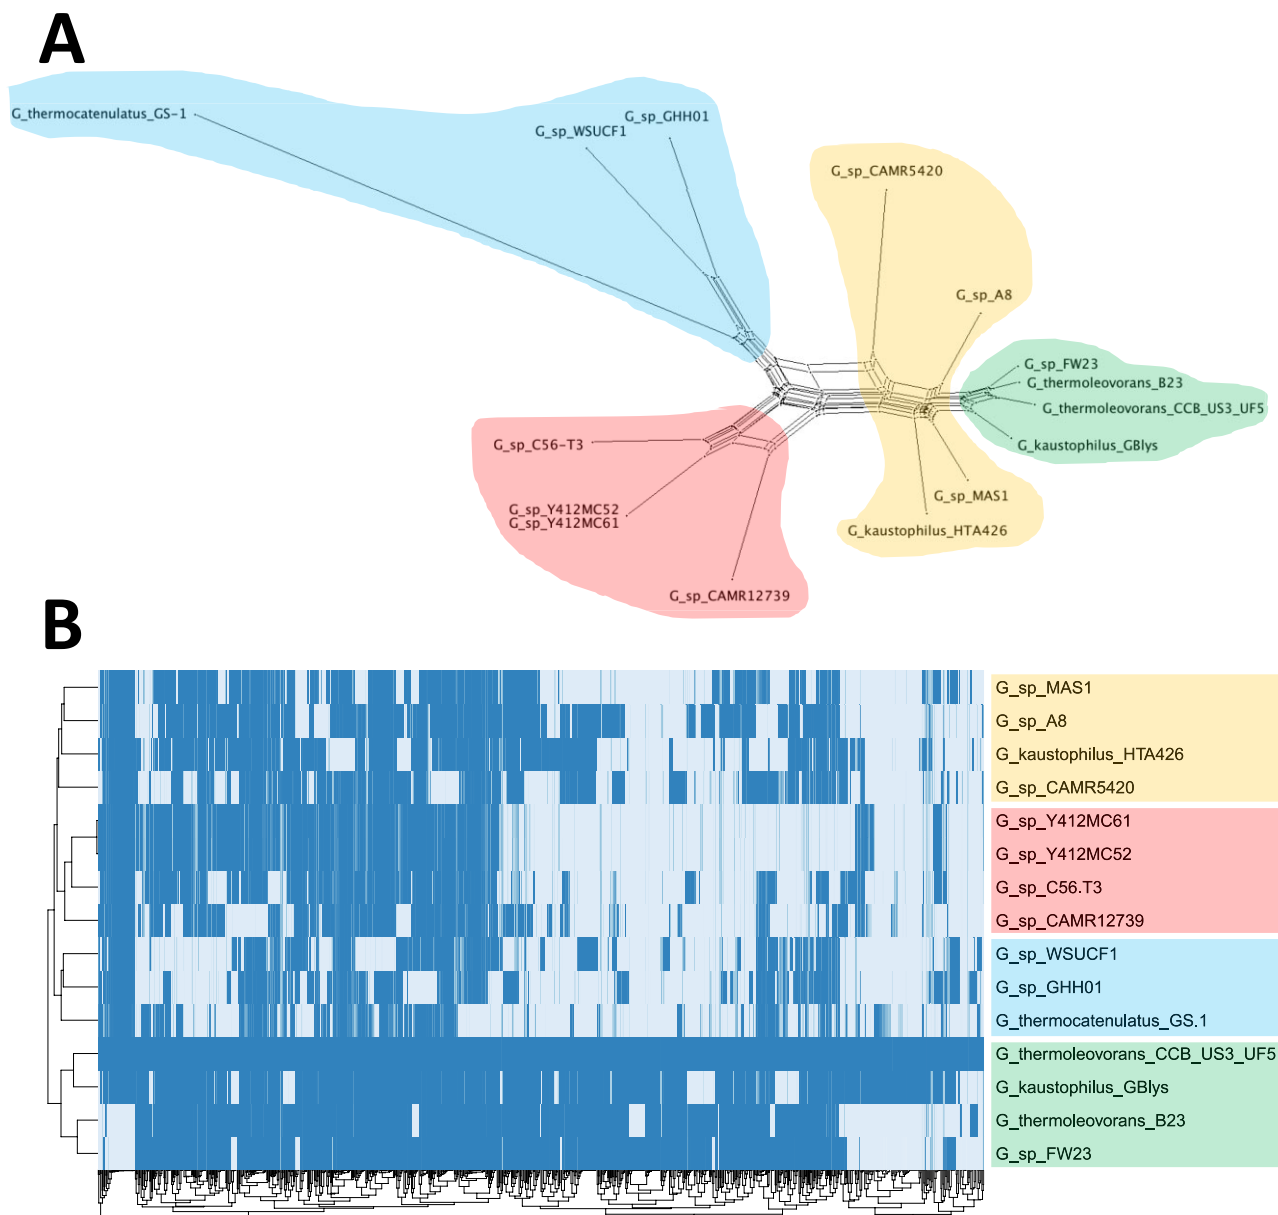 A
G_thermocatenulatus_GS-1
G_sp_WSUCF1
G_sp_GHH01
G_sp_CAMR5420
G_sp_A8
G_sp_FW23
G_thermoleovorans_B23
G_thermoleovorans_CCB_US3_UF5
G_kaustophilus_GBlys
G_sp_C56-T3
G_sp_Y412MC52
G_sp_Y412MC61
G_sp_MAS1
G_kaustophilus_HTA426
G_sp_CAMR12739
B
G_sp_MAS1
G_sp_A8
G_kaustophilus_HTA426
G_sp_CAMR5420
G_sp_Y412MC61
G_sp_Y412MC52
G_sp_C56.T3
G_sp_CAMR12739
G_sp_WSUCF1
G_sp_GHH01
G_thermocatenulatus_GS.1
G_thermoleovorans_CCB_US3_UF5
G_kaustophilus_GBlys
G_thermoleovorans_B23
G_sp_FW23